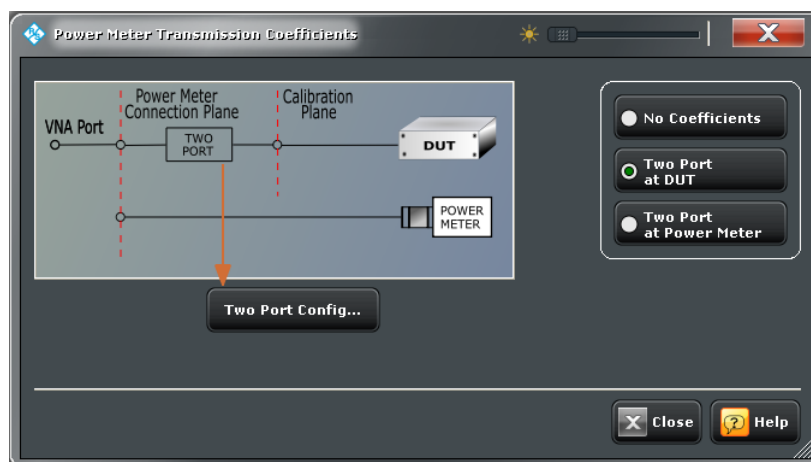 Power Meter Transmission Coefficients
X
VNA Port
Power Meter
Connection Plane
Calibration
Plane
TWO
PORT
DUT
POWER
METER
Two Port Config...
No Coefficients
Two Port
at DUT
Two Port
at Power Meter
X Close
? Help